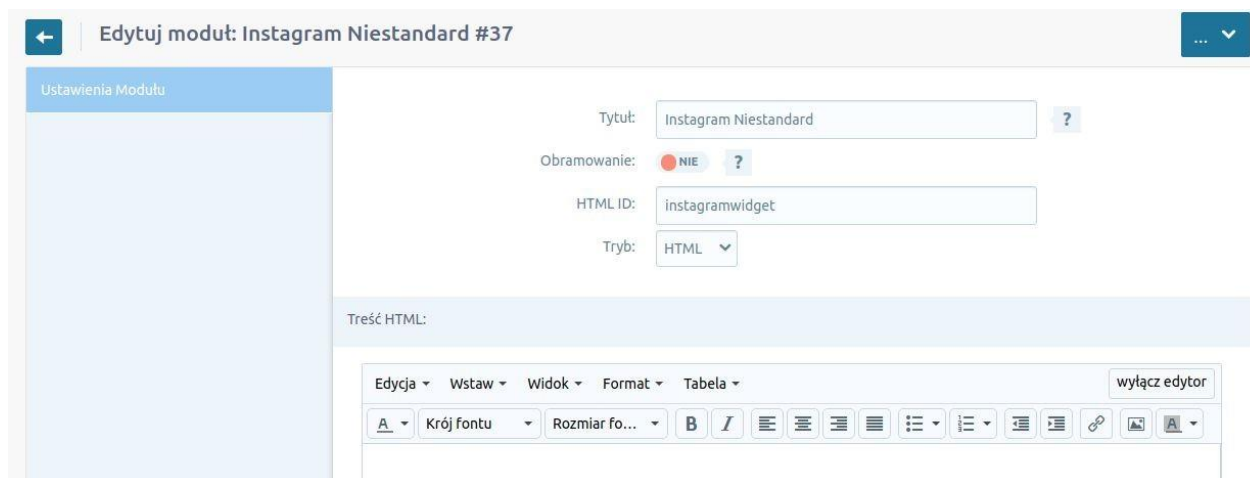 Edytuj moduł: Instagram Niestandard #37
...
Ustawienia Modułu
Tytuł: Instagram Niestandard ?
Obramowanie: NIE ?
HTML ID: instagramwidget
Tryb: HTML
Treść HTML:
Edycja Wstaw Widok Format Tabela wyłącz edytor
A Krój fontu Rozmiar fo... B I A